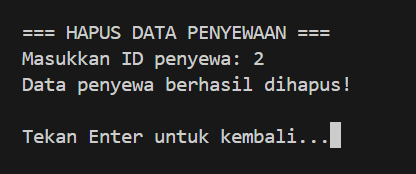 === HAPUS DATA PENYEWAAN ===
Masukkan ID penyewa: 2
Data penyewa berhasil dihapus!
Tekan Enter untuk kembali...